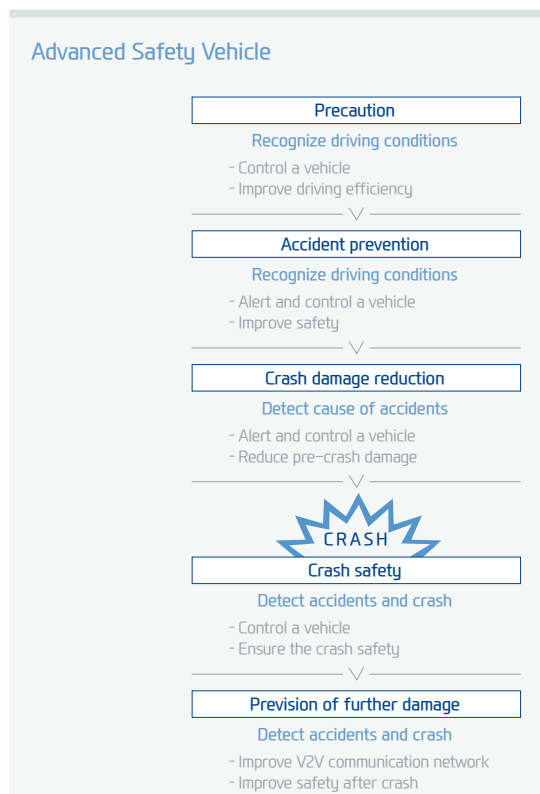 Advanced Safety Vehicle
Precaution
Recognize driving conditions
- Control a vehicle
- Improve driving efficiency
Accident prevention
Recognize driving conditions
- Alert and control a vehicle
- Improve safety
Crash damage reduction
Detect cause of accidents
- Alert and control a vehicle
- Reduce pre-crash damage
CRASH
Crash safety
Detect accidents and crash
- Control a vehicle
- Ensure the crash safety
Prevision of further damage
Detect accidents and crash
- Improve V2V communication network
- Improve safety after crash